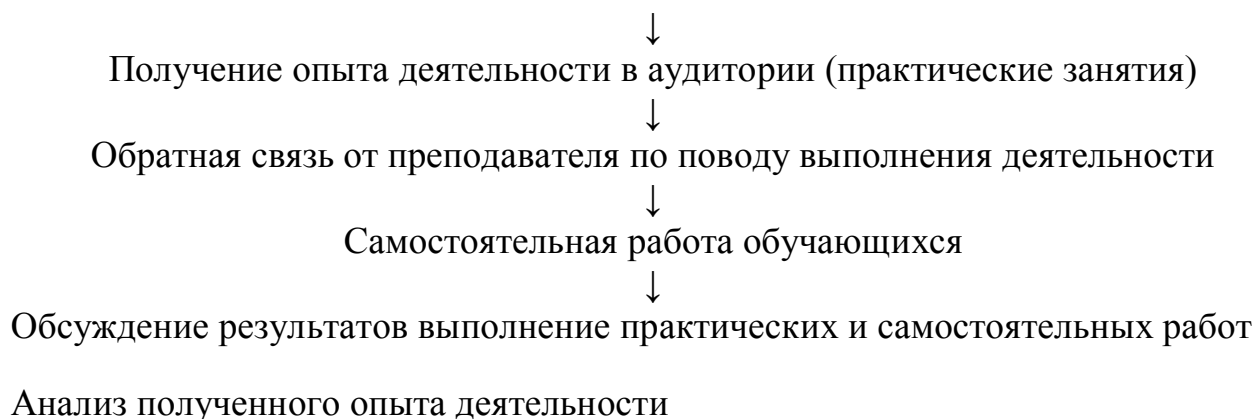 ↓
Получение опыта деятельности в аудитории (практические занятия)
↓
Обратная связь от преподавателя по поводу выполнения деятельности
↓
Самостоятельная работа обучающихся
↓
Обсуждение результатов выполнение практических и самостоятельных работ
Анализ полученного опыта деятельности